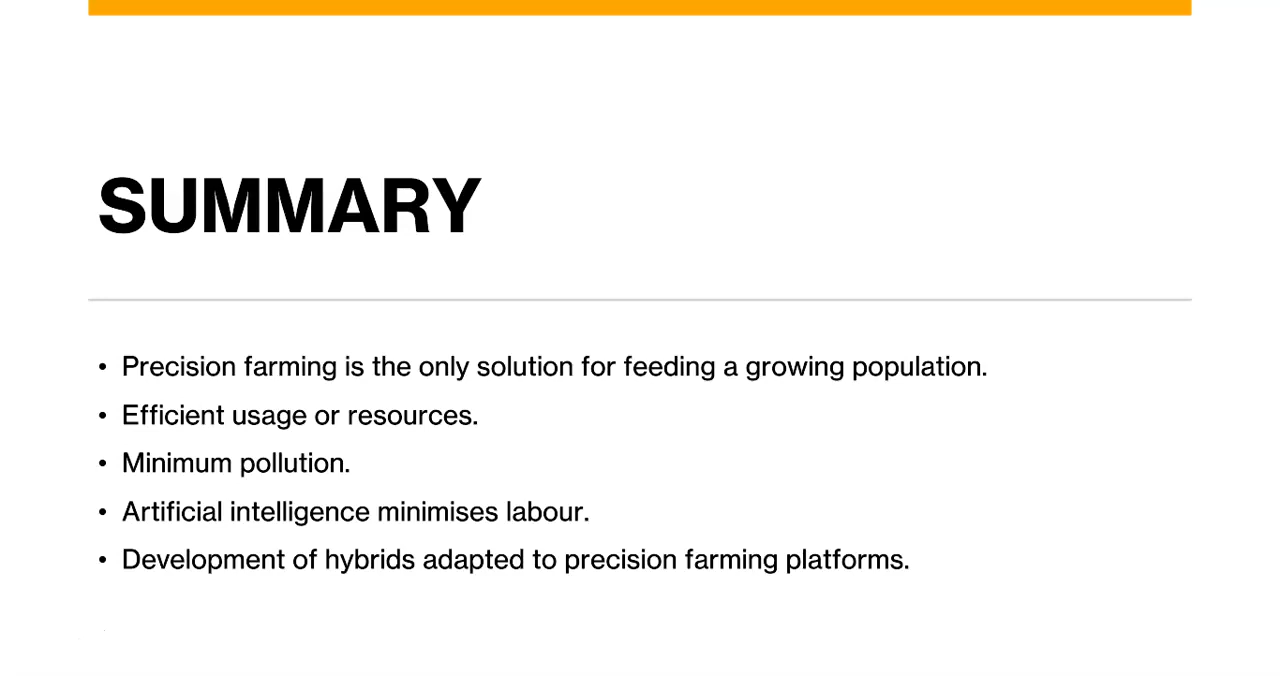 SUMMARY
• Precision farming is the only solution for feeding a growing population.
• Efficient usage or resources.
• Minimum pollution.
• Artificial intelligence minimises labour.
• Development of hybrids adapted to precision farming platforms.